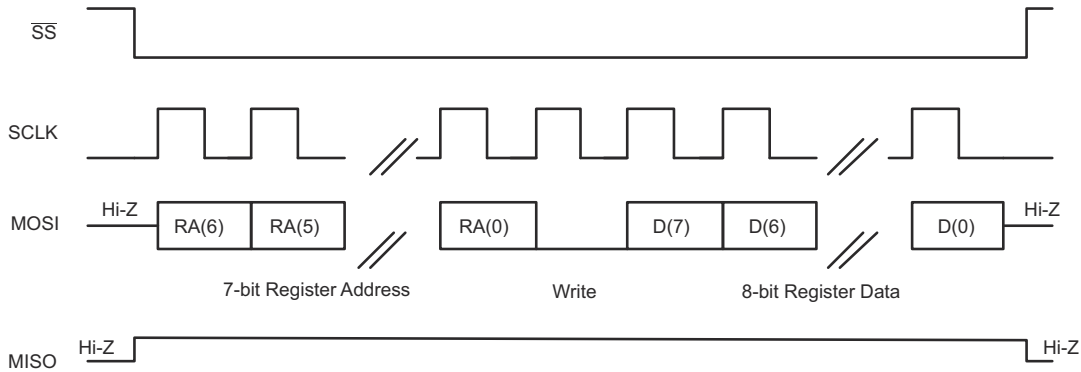 SS
SCLK
MOSI Hi-Z RA(6) RA(5) RA(0) D(7) D(6) D(0) Hi-Z
7-bit Register Address Write 8-bit Register Data
MISO Hi-Z Hi-Z